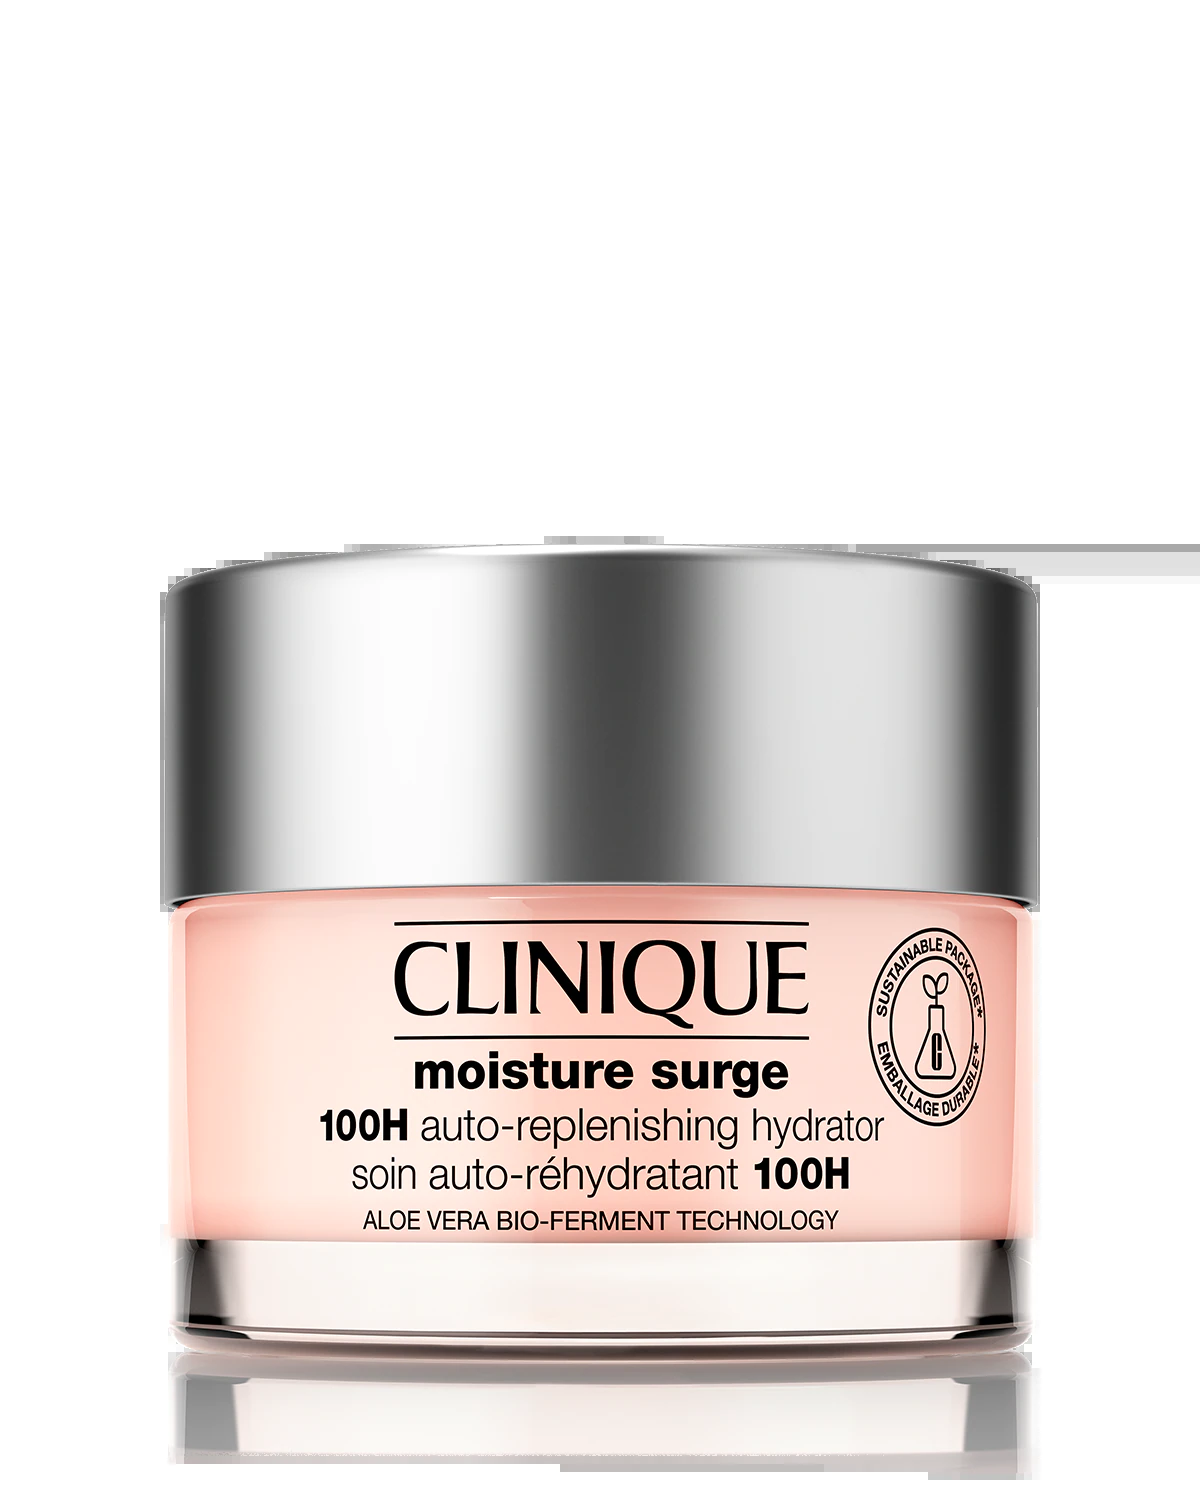 CLINIQUE
moisture surge
100H auto-replenishing hydrator
soin auto-réhydratant 100H
ALOE VERA BIO-FERMENT TECHNOLOGY
SUSTAINABLE PACKAGE*
EMBALLAGE DURABLE*
C